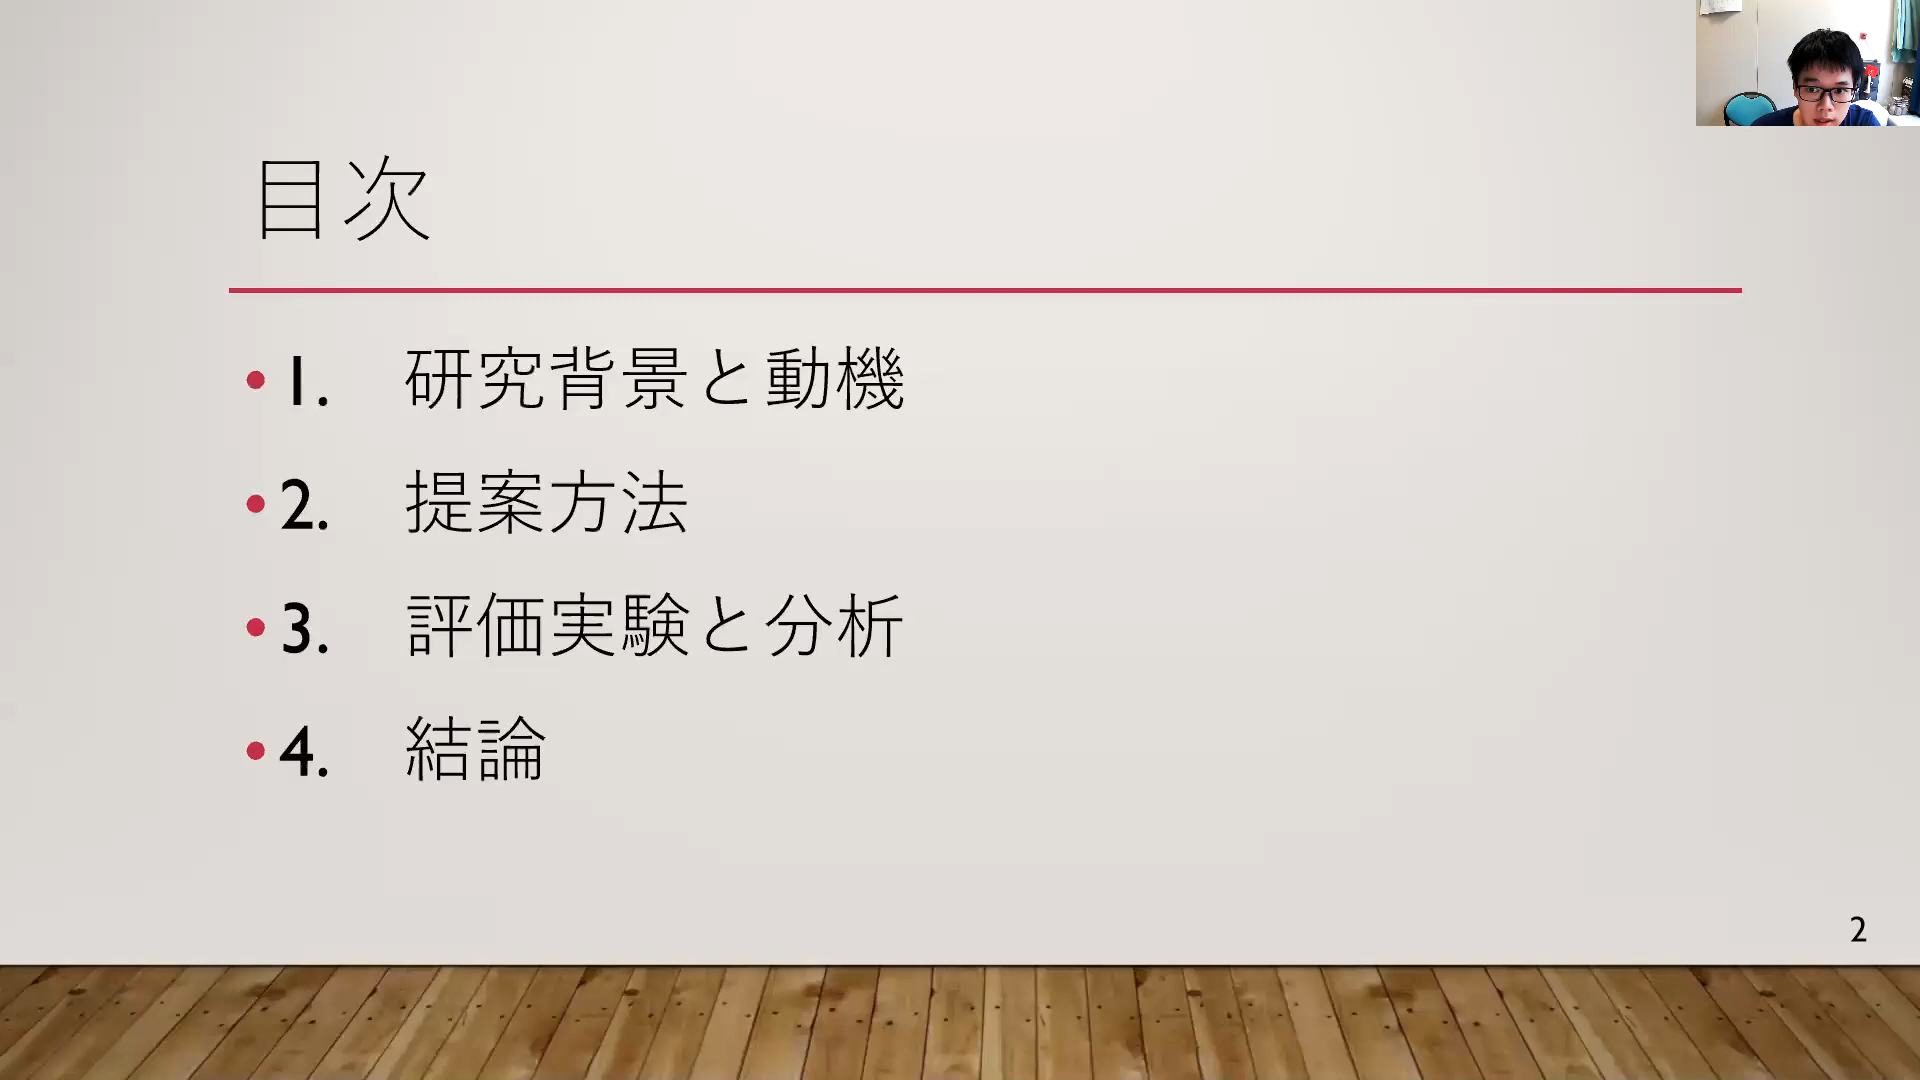 目次
• 1. 研究背景と動機
• 2. 提案方法
• 3. 評価実験と分析
• 4. 結論
2